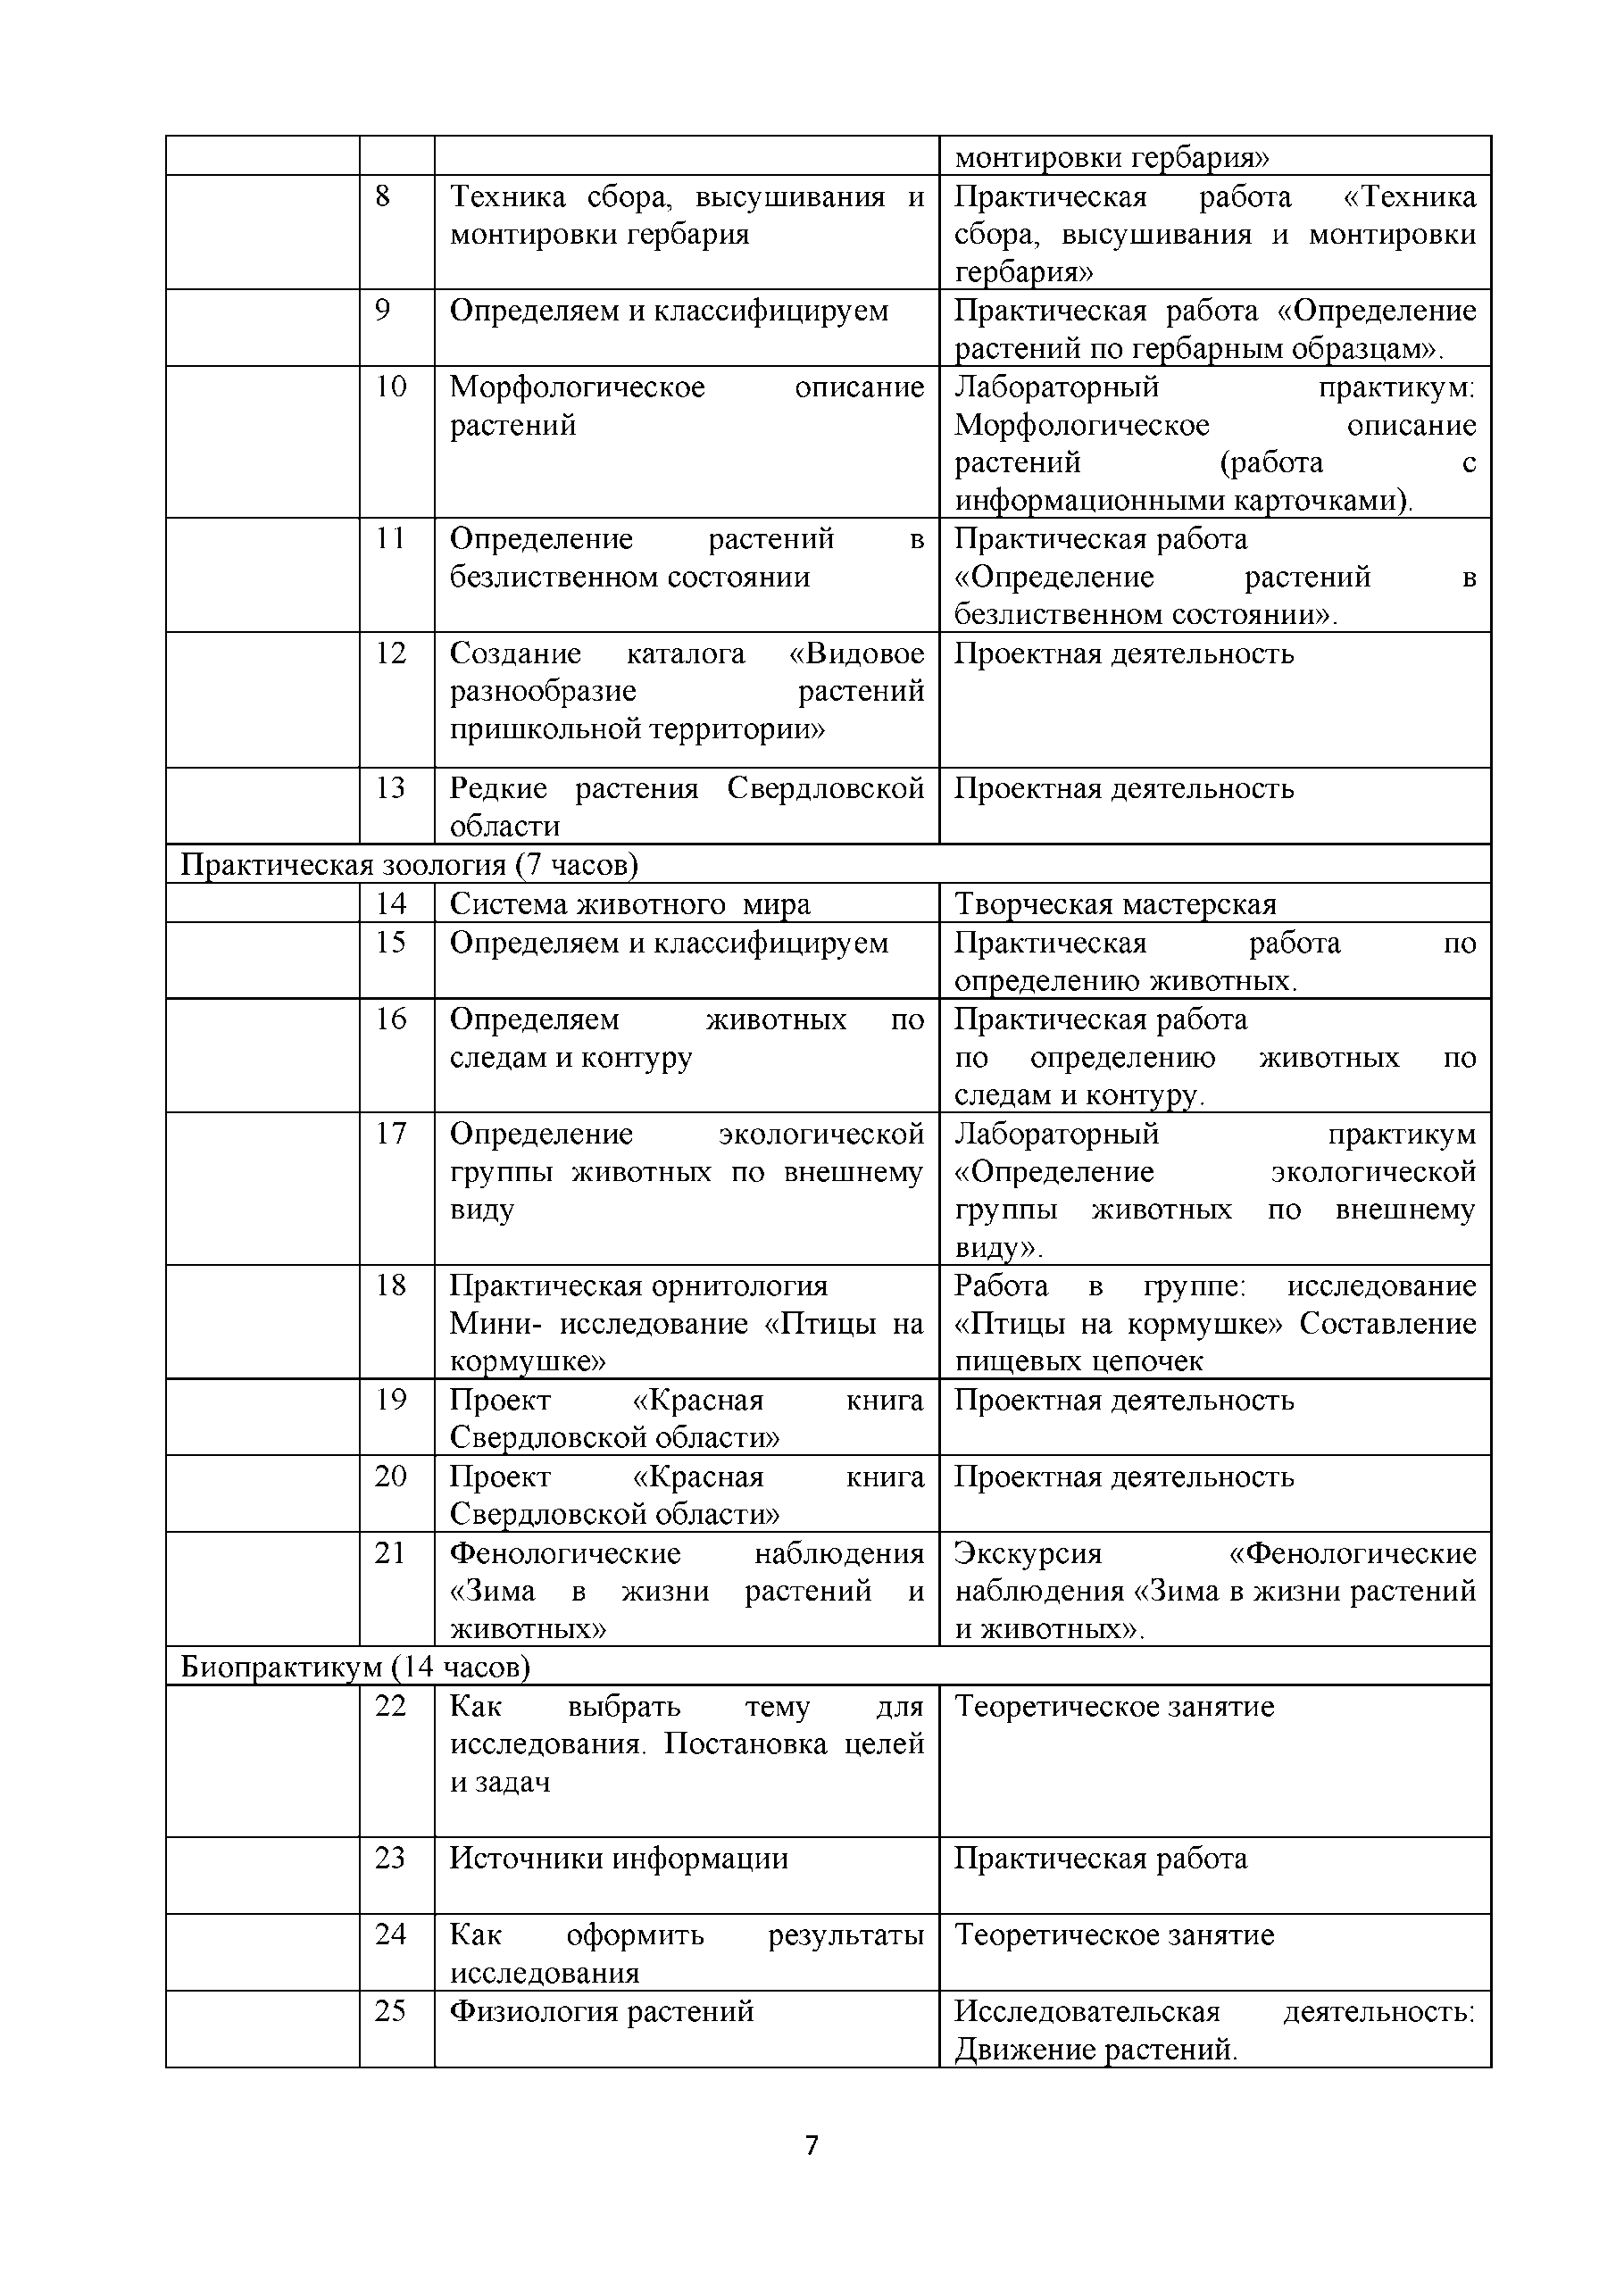 монтировки гербария»
8
Техника сбора, высушивания и
монтировки гербария
Практическая работа «Техника
сбора, высушивания и монтировки
гербария»
9
Определяем и классифицируем
Практическая работа «Определение
растений по гербарным образцам».
10
Морфологическое описание
растений
Лабораторный практикум:
Морфологическое описание
растений (работа с
информационными карточками).
11
Определение растений в
безлиственном состоянии
Практическая работа
«Определение растений в
безлиственном состоянии».
12
Создание каталога «Видовое
разнообразие растений
пришкольной территории»
Проектная деятельность
13
Редкие растения Свердловской
области
Проектная деятельность
Практическая зоология (7 часов)
14
Система животного мира
Творческая мастерская
15
Определяем и классифицируем
Практическая работа по
определению животных.
16
Определяем животных по
следам и контуру
Практическая работа
по определению животных по
следам и контуру.
17
Определение экологической
группы животных по внешнему
виду
Лабораторный практикум
«Определение экологической
группы животных по внешнему
виду».
18
Практическая орнитология
Мини- исследование «Птицы на
кормушке»
Работа в группе: исследование
«Птицы на кормушке» Составление
пищевых цепочек
19
Проект «Красная книга
Свердловской области»
Проектная деятельность
20
Проект «Красная книга
Свердловской области»
Проектная деятельность
21
Фенологические наблюдения
«Зима в жизни растений и
животных»
Экскурсия «Фенологические
наблюдения «Зима в жизни растений
и животных».
Биопрактикум (14 часов)
22
Как выбрать тему для
исследования. Постановка целей
и задач
Теоретическое занятие
23
Источники информации
Практическая работа
24
Как оформить результаты
исследования
Теоретическое занятие
25
Физиология растений
Исследовательская деятельность:
Движение растений.
7